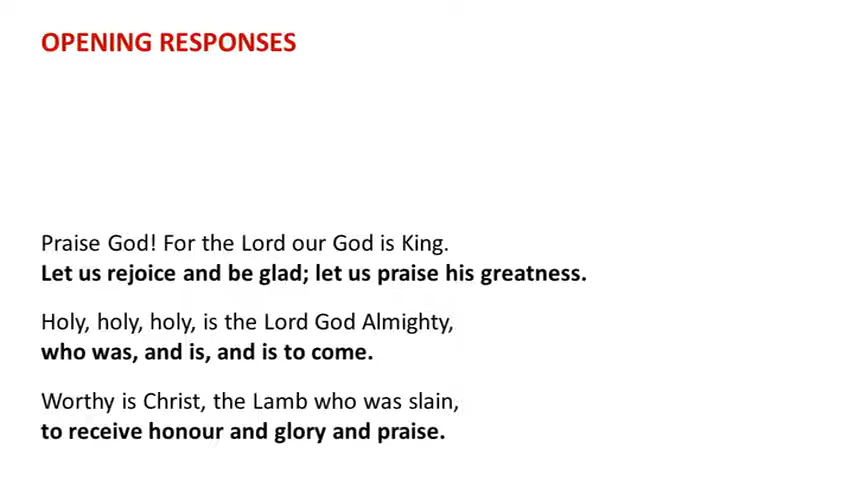 OPENING RESPONSES
Praise God! For the Lord our God is King.
Let us rejoice and be glad; let us praise his greatness.
Holy, holy, holy, is the Lord God Almighty,
who was, and is, and is to come.
Worthy is Christ, the Lamb who was slain,
to receive honour and glory and praise.